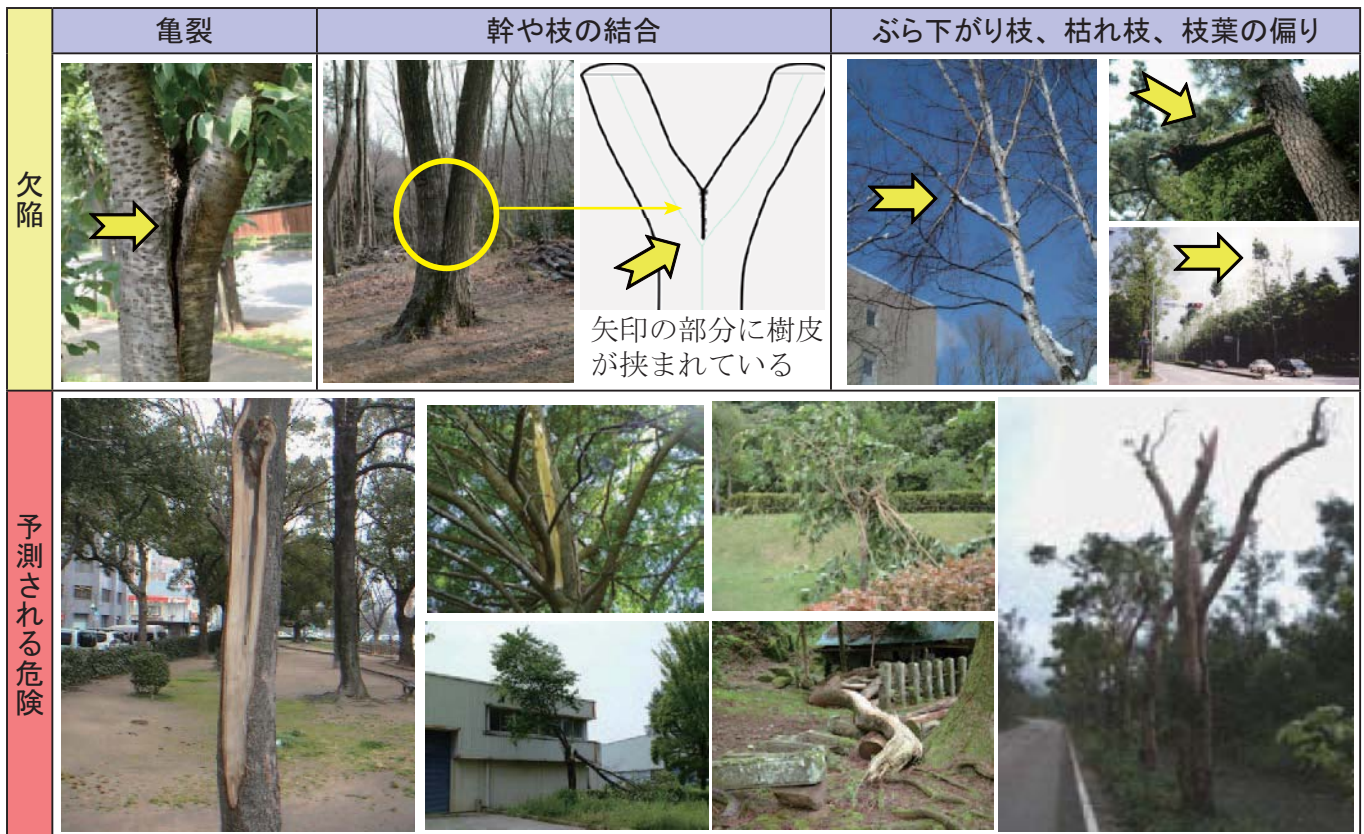 亀裂
幹や枝の結合
ぶら下がり枝、枯れ枝、枝葉の偏り
欠陥
矢印の部分に樹皮
が挟まれている
予測される危険